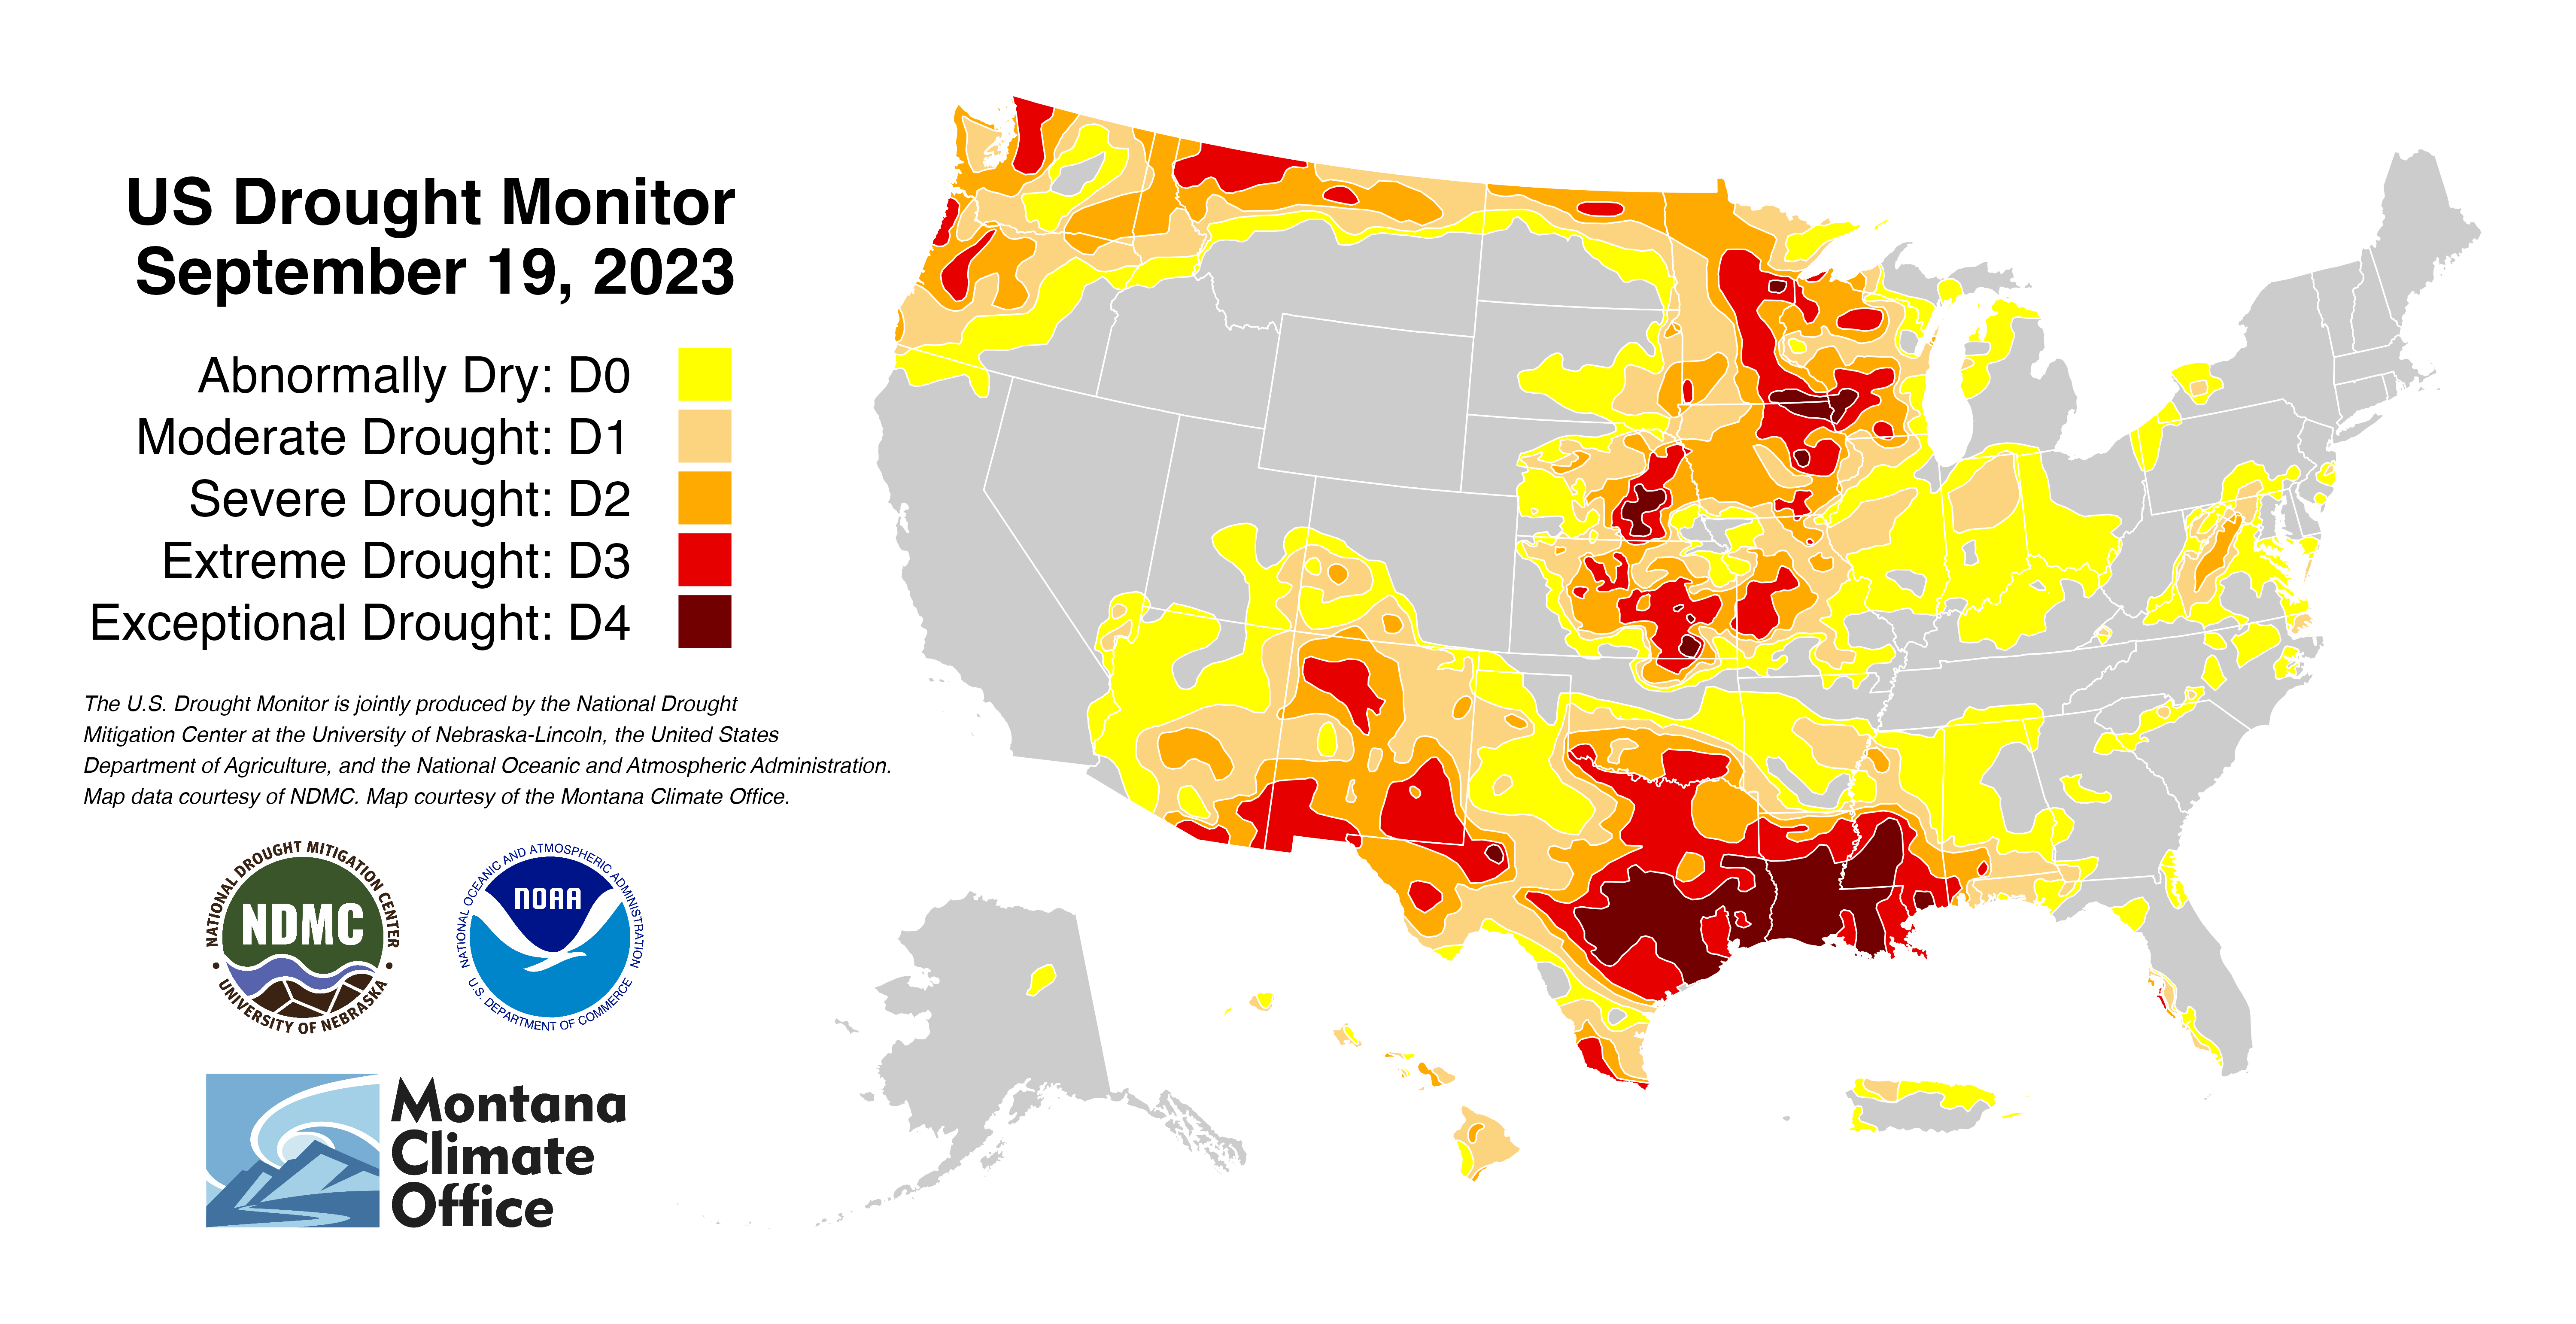 US Drought Monitor
September 19, 2023
Abnormally Dry: D0
Moderate Drought: D1
Severe Drought: D2
Extreme Drought: D3
Exceptional Drought: D4
The U.S. Drought Monitor is jointly produced by the National Drought
Mitigation Center at the University of Nebraska-Lincoln, the United States
Department of Agriculture, and the National Oceanic and Atmospheric Administration.
Map data courtesy of NDMC. Map courtesy of the Montana Climate Office.
NATIONAL DROUGHT MITIGATION CENTER
NDMC
• UNIVERSITY OF NEBRASKA •
NATIONAL OCEANIC AND ATMOSPHERIC ADMINISTRATION
NOAA
U.S. DEPARTMENT OF COMMERCE
Montana
Climate
Office